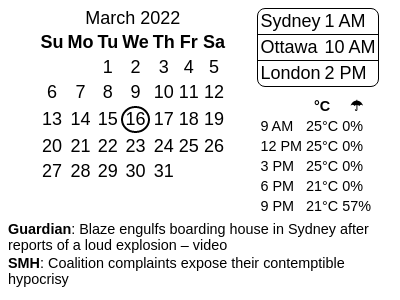 March 2022
Su Mo Tu We Th Fr Sa
1 2 3 4 5
6 7 8 9 10 11 12
13 14 15 16 17 18 19
20 21 22 23 24 25 26
27 28 29 30 31
Sydney 1 AM
Ottawa 10 AM
London 2 PM
°C ☂
9 AM 25°C 0%
12 PM 25°C 0%
3 PM 25°C 0%
6 PM 21°C 0%
9 PM 21°C 57%
Guardian: Blaze engulfs boarding house in Sydney after
reports of a loud explosion – video
SMH: Coalition complaints expose their contemptible
hypocrisy